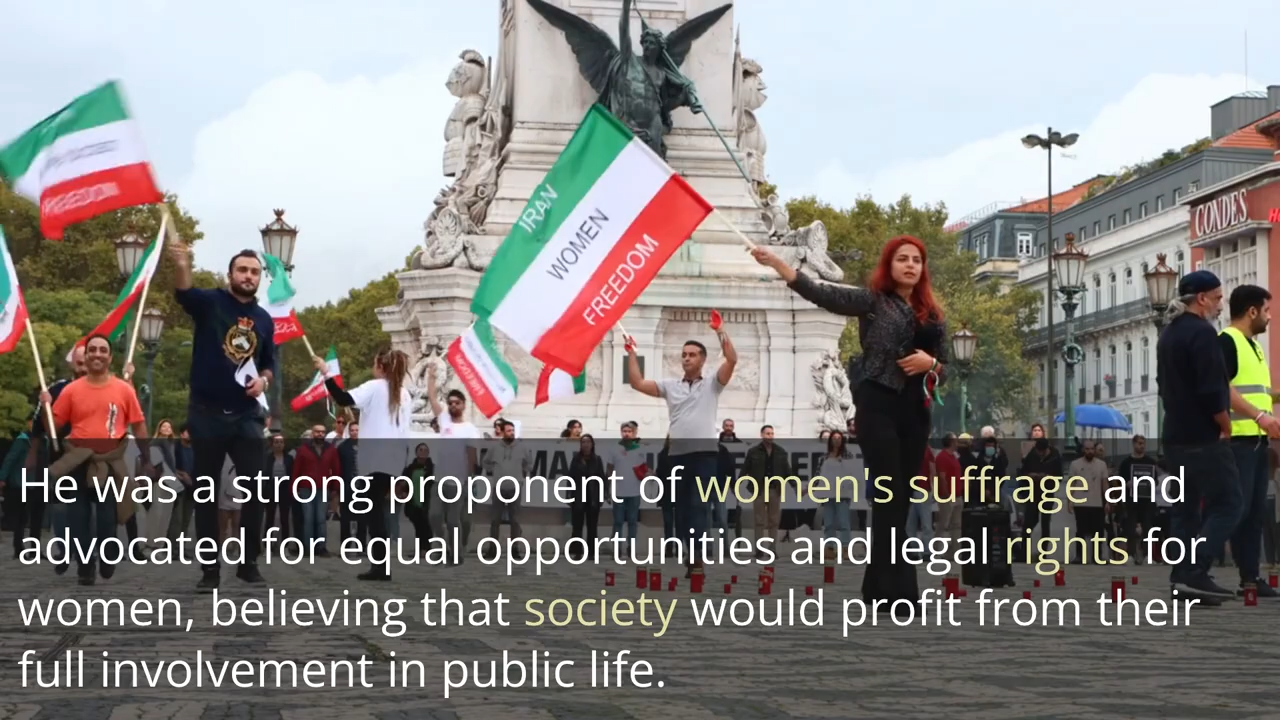 FREEDOM
IRAN
WOMEN
FREEDOM
CONDES
He was a strong proponent of women's suffrage and
advocated for equal opportunities and legal rights for
women, believing that society would profit from their
full involvement in public life.